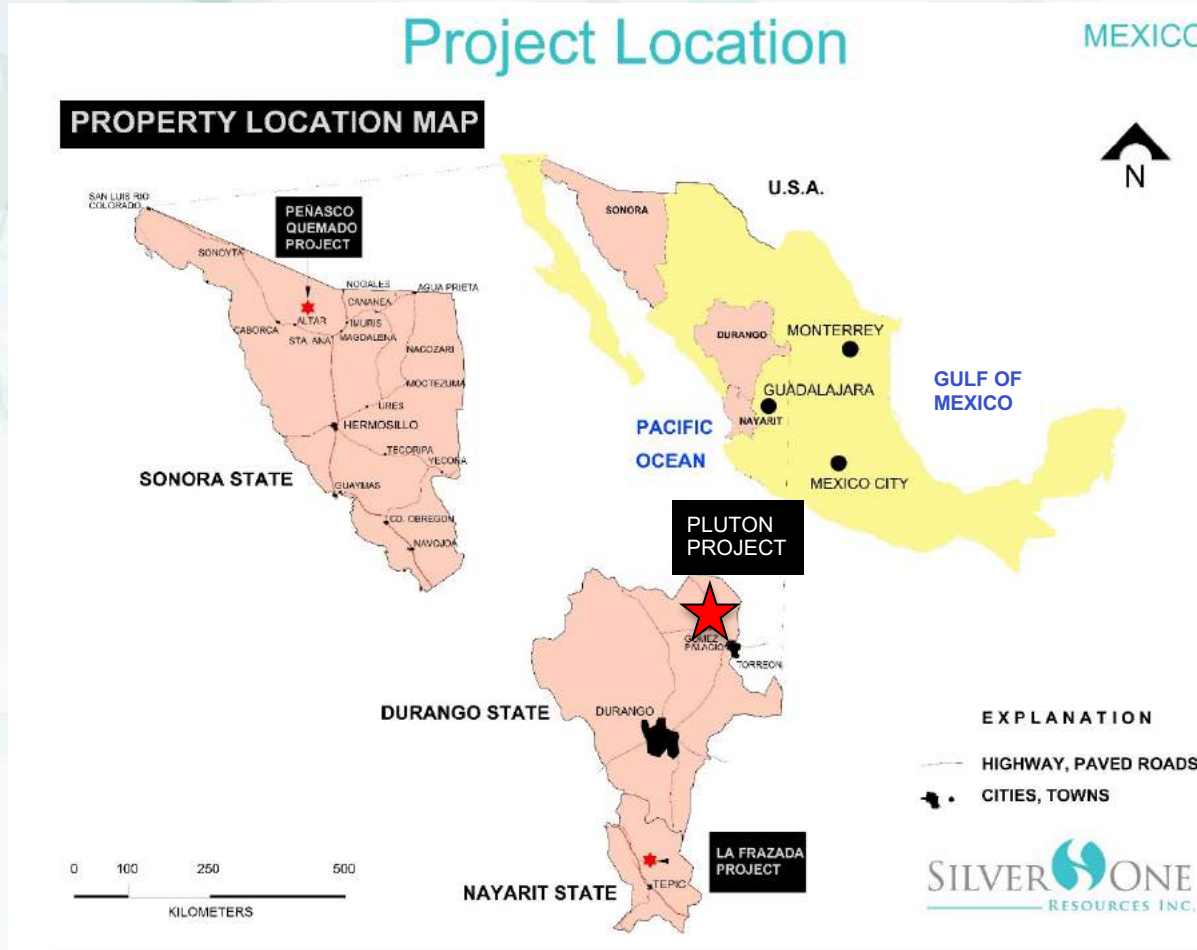 Project Location
MEXICO
PROPERTY LOCATION MAP
N
U.S.A.
SAN LUIS RIO
COLORADO
PEÑASCO
QUEMADO
PROJECT
SONOYTA
NOGALES
AGUA PRIETA
CANANEA
ALTAR
IMURIS
CABORCA
STA. ANA
MAGDALENA
NACOZARI
MOCTEZUMA
URES
HERMOSILLO
TECORIPA
YECORA
SONORA STATE
GUAYMAS
CD. OBREGON
NAVOJOA
SONORA
DURANGO
MONTERREY
GUADALAJARA
NAYARIT
GULF OF
MEXICO
PACIFIC
OCEAN
MEXICO CITY
PLUTON
PROJECT
GOMEZ
PALACIO
TORREON
DURANGO STATE
DURANGO
LA FRAZADA
PROJECT
TEPIC
NAYARIT STATE
EXPLANATION
HIGHWAY, PAVED ROADS
CITIES, TOWNS
0 100 250 500
KILOMETERS
SILVER ONE
RESOURCES INC.